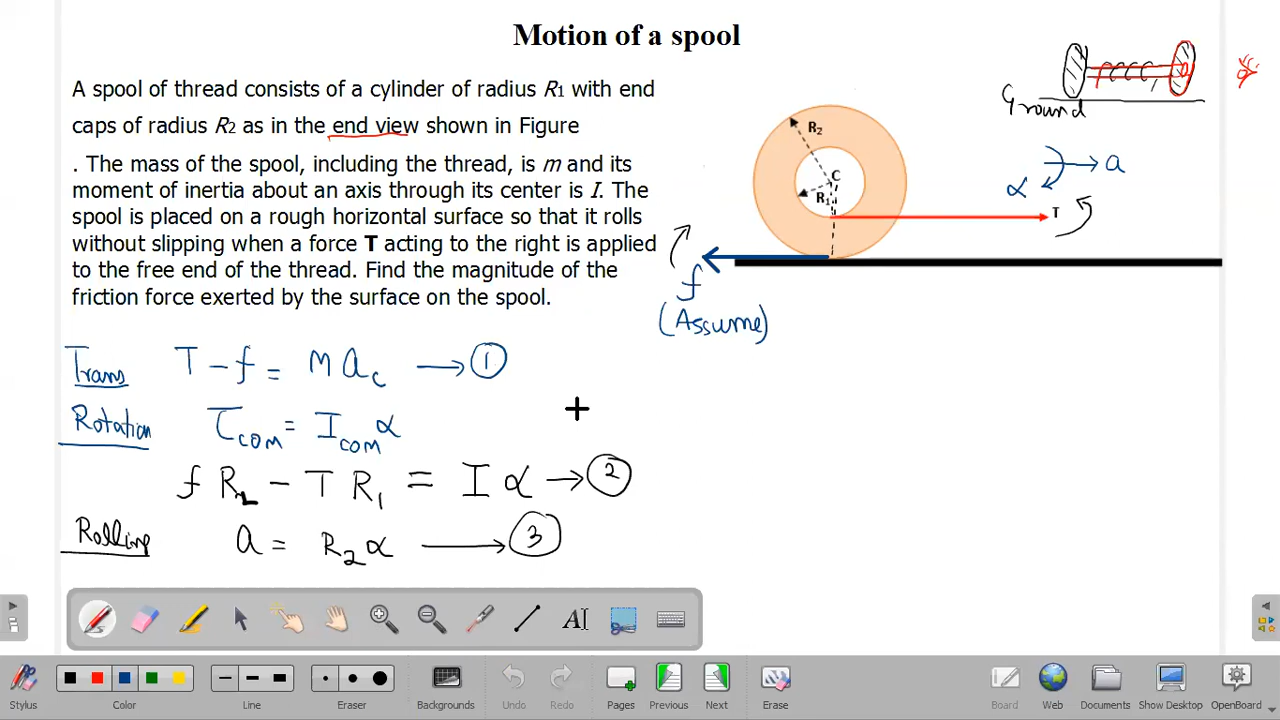 Motion of a spool
A spool of thread consists of a cylinder of radius R1 with end
caps of radius R2 as in the end view shown in Figure
. The mass of the spool, including the thread, is m and its
moment of inertia about an axis through its center is I. The
spool is placed on a rough horizontal surface so that it rolls
without slipping when a force T acting to the right is applied
to the free end of the thread. Find the magnitude of the
friction force exerted by the surface on the spool.
Ground
R2
C
R1
α
a
T
f
(Assume)
Trans T - f = M aC → 1
Rotation τCOM = ICOM α
f R2 - T R1 = I α → 2
Rolling a = R2 α → 3
Stylus
Color
Line
Eraser
Backgrounds
Undo
Redo
Pages
Previous
Next
Erase
Board
Web
Documents
Show Desktop
OpenBoard